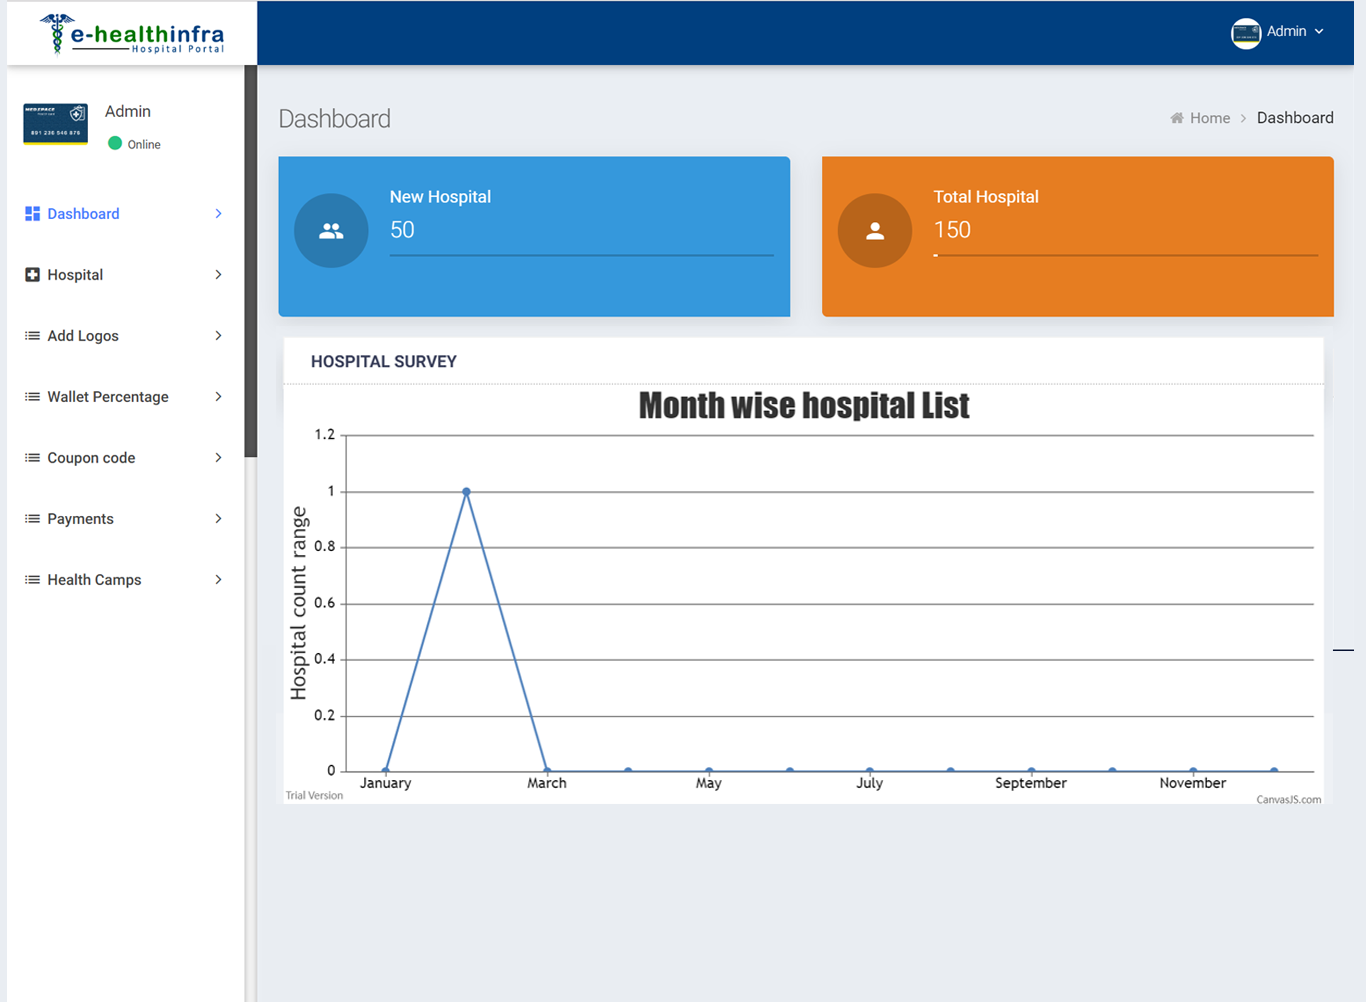 e-healthinfra
Hospital Portal
Admin
Admin
Online
Dashboard
Hospital
Add Logos
Wallet Percentage
Coupon code
Payments
Health Camps
Dashboard
Home > Dashboard
New Hospital
50
Total Hospital
150
HOSPITAL SURVEY
Month wise hospital List
Hospital count range
1.2
1
0.8
0.6
0.4
0.2
0
January March May July September November
Trial Version
CanvasJS.com